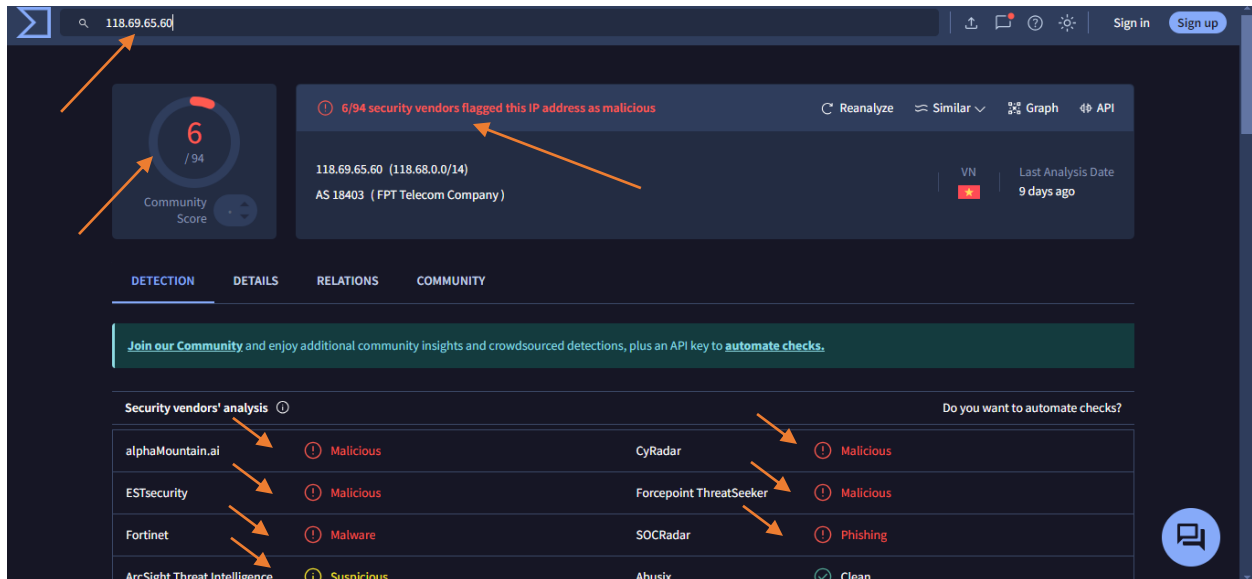 118.69.65.60
Sign in
Sign up
6
/ 94
Community
Score
6/94 security vendors flagged this IP address as malicious
Reanalyze
Similar
Graph
API
118.69.65.60 (118.68.0.0/14)
AS 18403 ( FPT Telecom Company )
VN
Last Analysis Date
9 days ago
DETECTION
DETAILS
RELATIONS
COMMUNITY
Join our Community and enjoy additional community insights and crowdsourced detections, plus an API key to automate checks.
Security vendors' analysis
Do you want to automate checks?
alphaMountain.ai
Malicious
CyRadar
Malicious
ESTsecurity
Malicious
Forcepoint ThreatSeeker
Malicious
Fortinet
Malware
SOCRadar
Phishing
ArcSight Threat Intelligence
Suspicious
Abusix
Clean